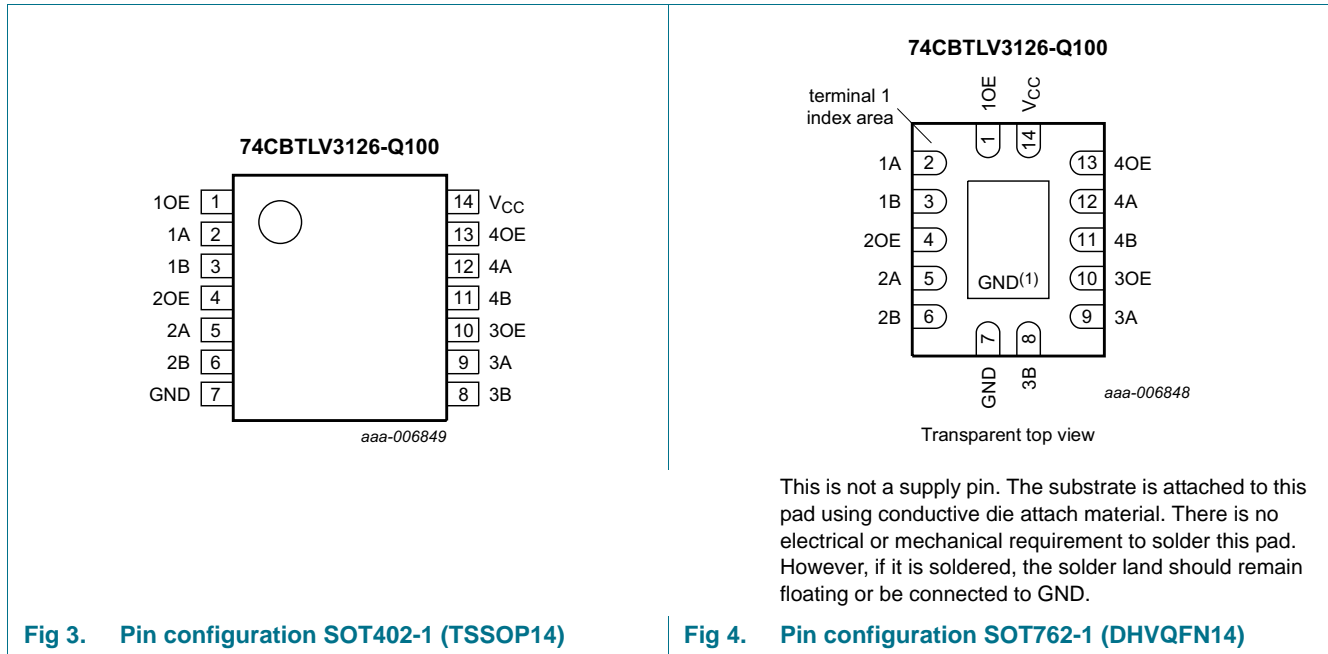 74CBTLV3126-Q100
1OE 1
1A 2
1B 3
2OE 4
2A 5
2B 6
GND 7
14 VCC
13 4OE
12 4A
11 4B
10 3OE
9 3A
8 3B
aaa-006849
Fig 3. Pin configuration SOT402-1 (TSSOP14)
74CBTLV3126-Q100
terminal 1
index area
1OE
VCC
1
14
1A 2
1B 3
2OE 4
2A 5
2B 6
13 4OE
12 4A
11 4B
10 3OE
9 3A
GND(1)
7
8
GND
3B
aaa-006848
Transparent top view
This is not a supply pin. The substrate is attached to this
pad using conductive die attach material. There is no
electrical or mechanical requirement to solder this pad.
However, if it is soldered, the solder land should remain
floating or be connected to GND.
Fig 4. Pin configuration SOT762-1 (DHVQFN14)